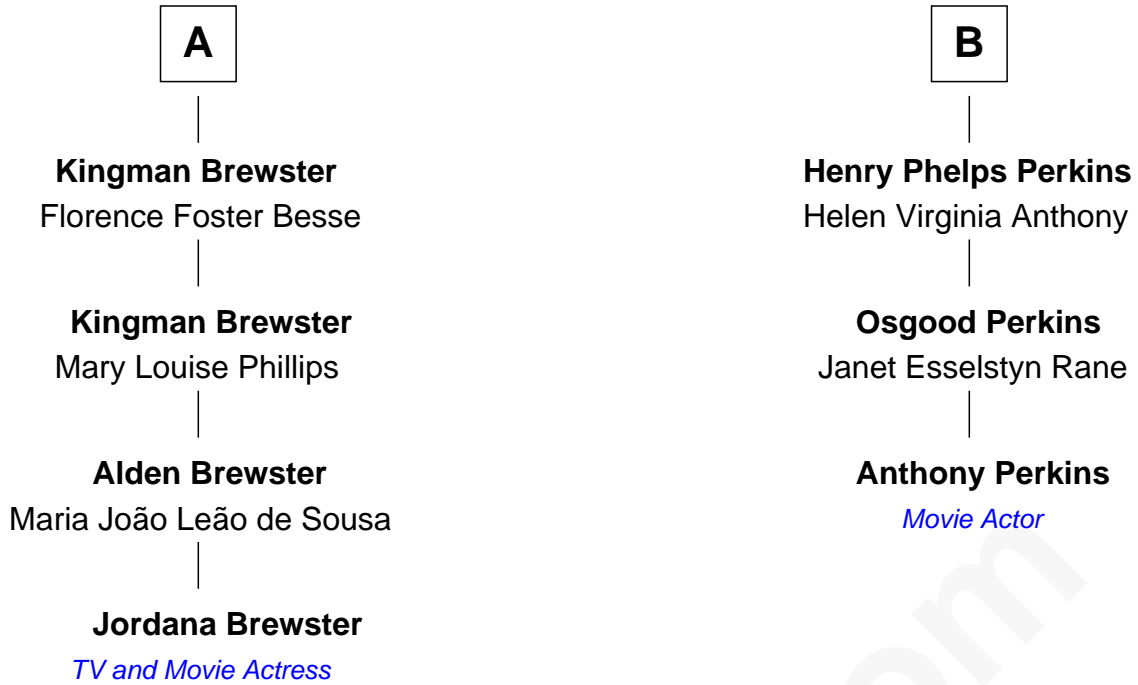 A
Kingman Brewster
Florence Foster Besse
Kingman Brewster
Mary Louise Phillips
Alden Brewster
Maria João Leão de Sousa
Jordana Brewster
TV and Movie Actress
B
Henry Phelps Perkins
Helen Virginia Anthony
Osgood Perkins
Janet Esselstyn Rane
Anthony Perkins
Movie Actor
om